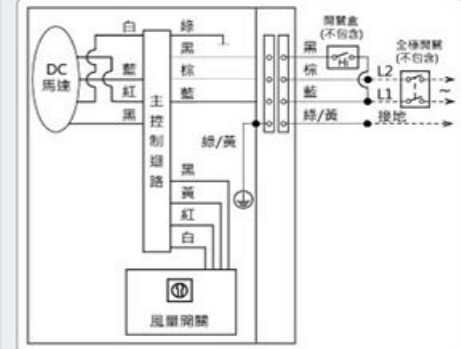 白
綠
黑
棕
藍
DC
馬達
藍
紅
黑
主控制迴路
綠/黃
黑
黃
紅
白
風量開關
開關盒
(不包含)
Hi
全極開關
(不包含)
黑
棕
藍
綠/黃
L2
L1
接地
~